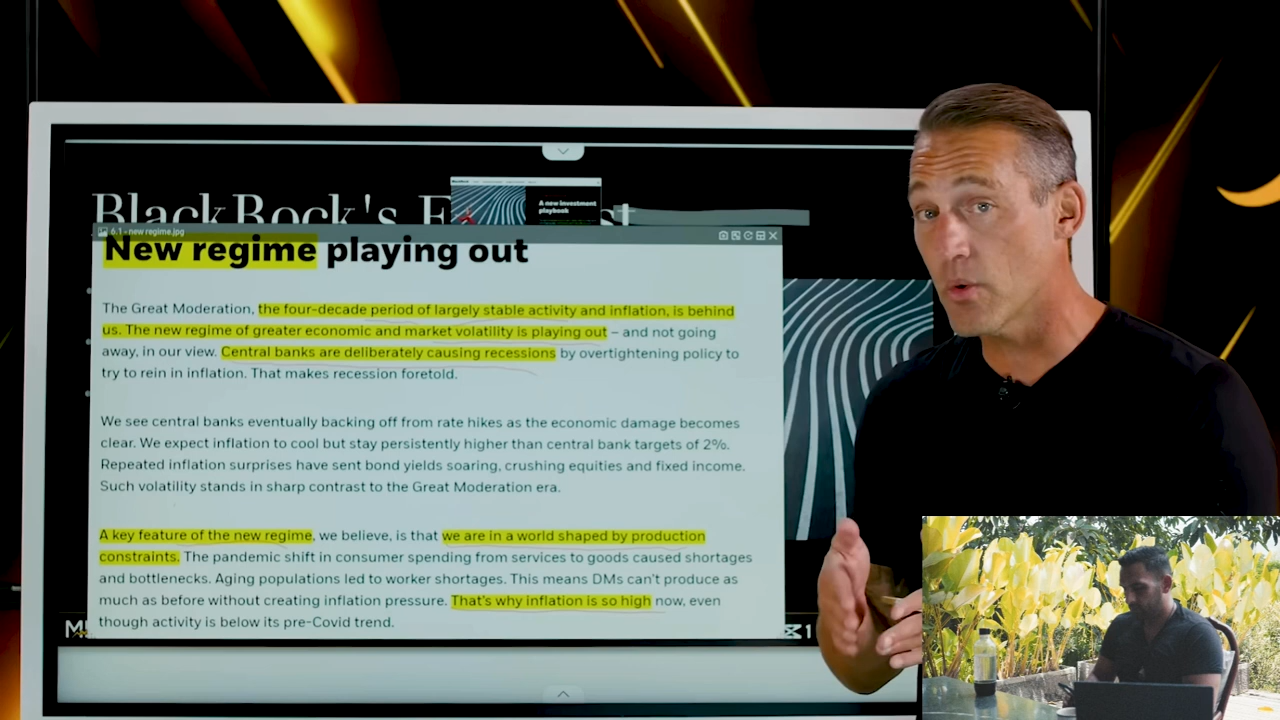 BlackRock's
A new investment
playbook
6.1 - new regime.jpg
New regime playing out
The Great Moderation, the four-decade period of largely stable activity and inflation, is behind
us. The new regime of greater economic and market volatility is playing out – and not going
away, in our view. Central banks are deliberately causing recessions by overtightening policy to
try to rein in inflation. That makes recession foretold.
We see central banks eventually backing off from rate hikes as the economic damage becomes
clear. We expect inflation to cool but stay persistently higher than central bank targets of 2%.
Repeated inflation surprises have sent bond yields soaring, crushing equities and fixed income.
Such volatility stands in sharp contrast to the Great Moderation era.
A key feature of the new regime, we believe, is that we are in a world shaped by production
constraints. The pandemic shift in consumer spending from services to goods caused shortages
and bottlenecks. Aging populations led to worker shortages. This means DMs can't produce as
much as before without creating inflation pressure. That's why inflation is so high now, even
though activity is below its pre-Covid trend.